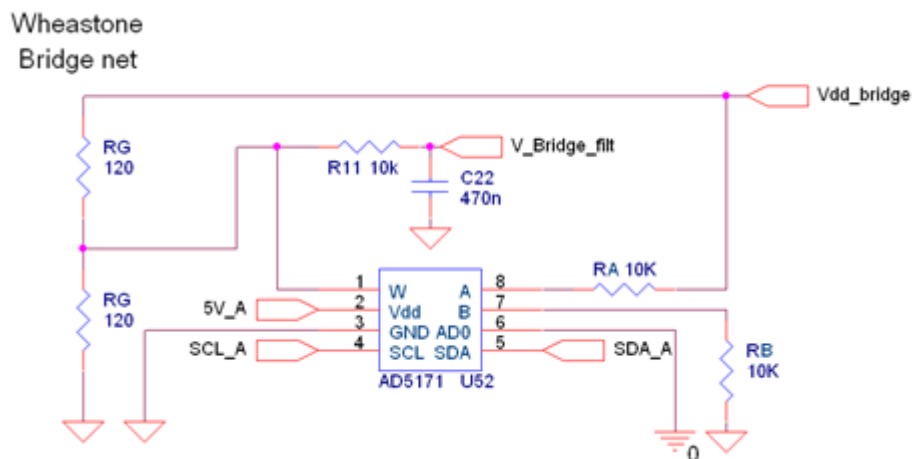 Wheastone
Bridge net
Vdd_bridge
RG
120
R11 10k
V_Bridge_filt
C22
470n
RG
120
5V_A
SCL_A
1
2
3
4
W
Vdd
GND
SCL
A
B
AD0
SDA
8
7
6
5
AD5171
U52
RA 10K
SDA_A
RB
10K
0